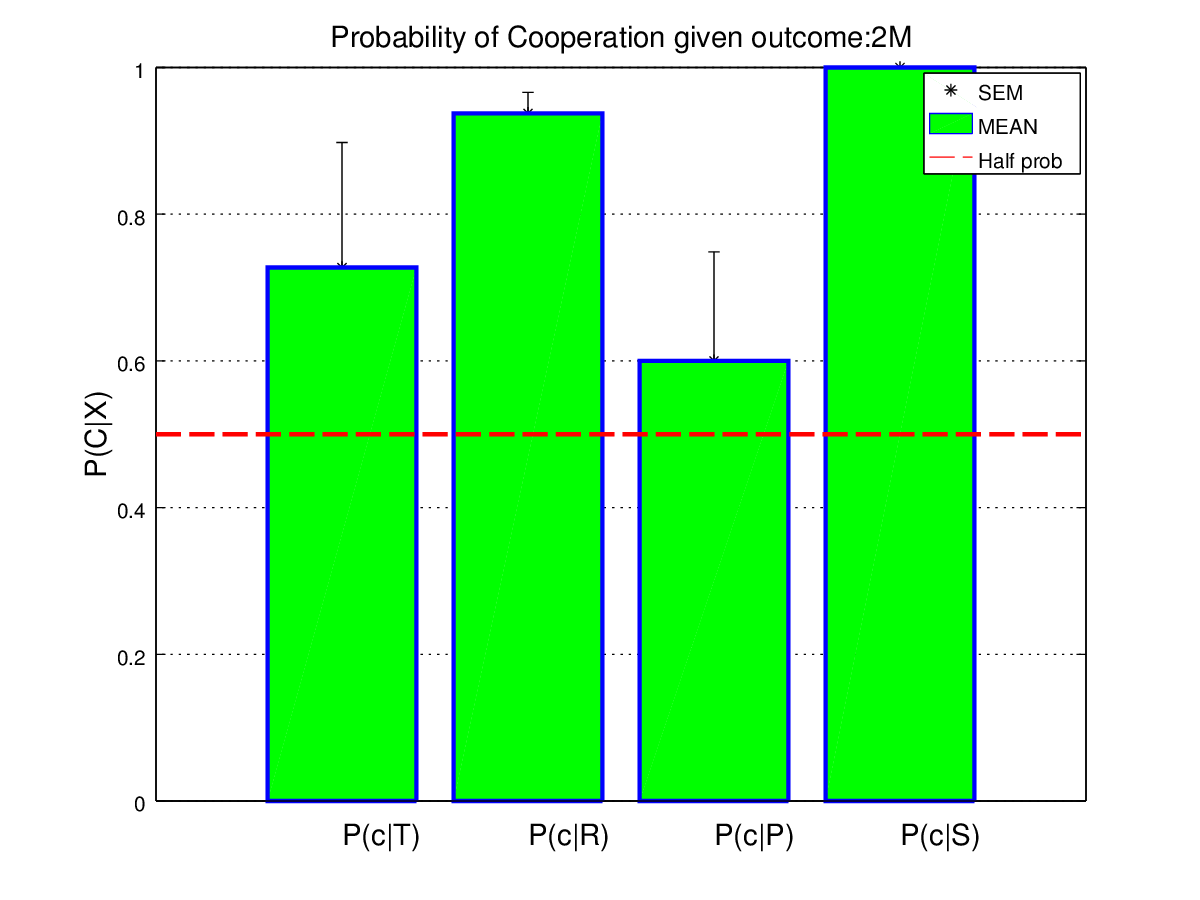 Probability of Cooperation given outcome:2M
1
0.8
0.6
0.4
0.2
0
P(C|X)
SEM
MEAN
Half prob
P(c|T) P(c|R) P(c|P) P(c|S)